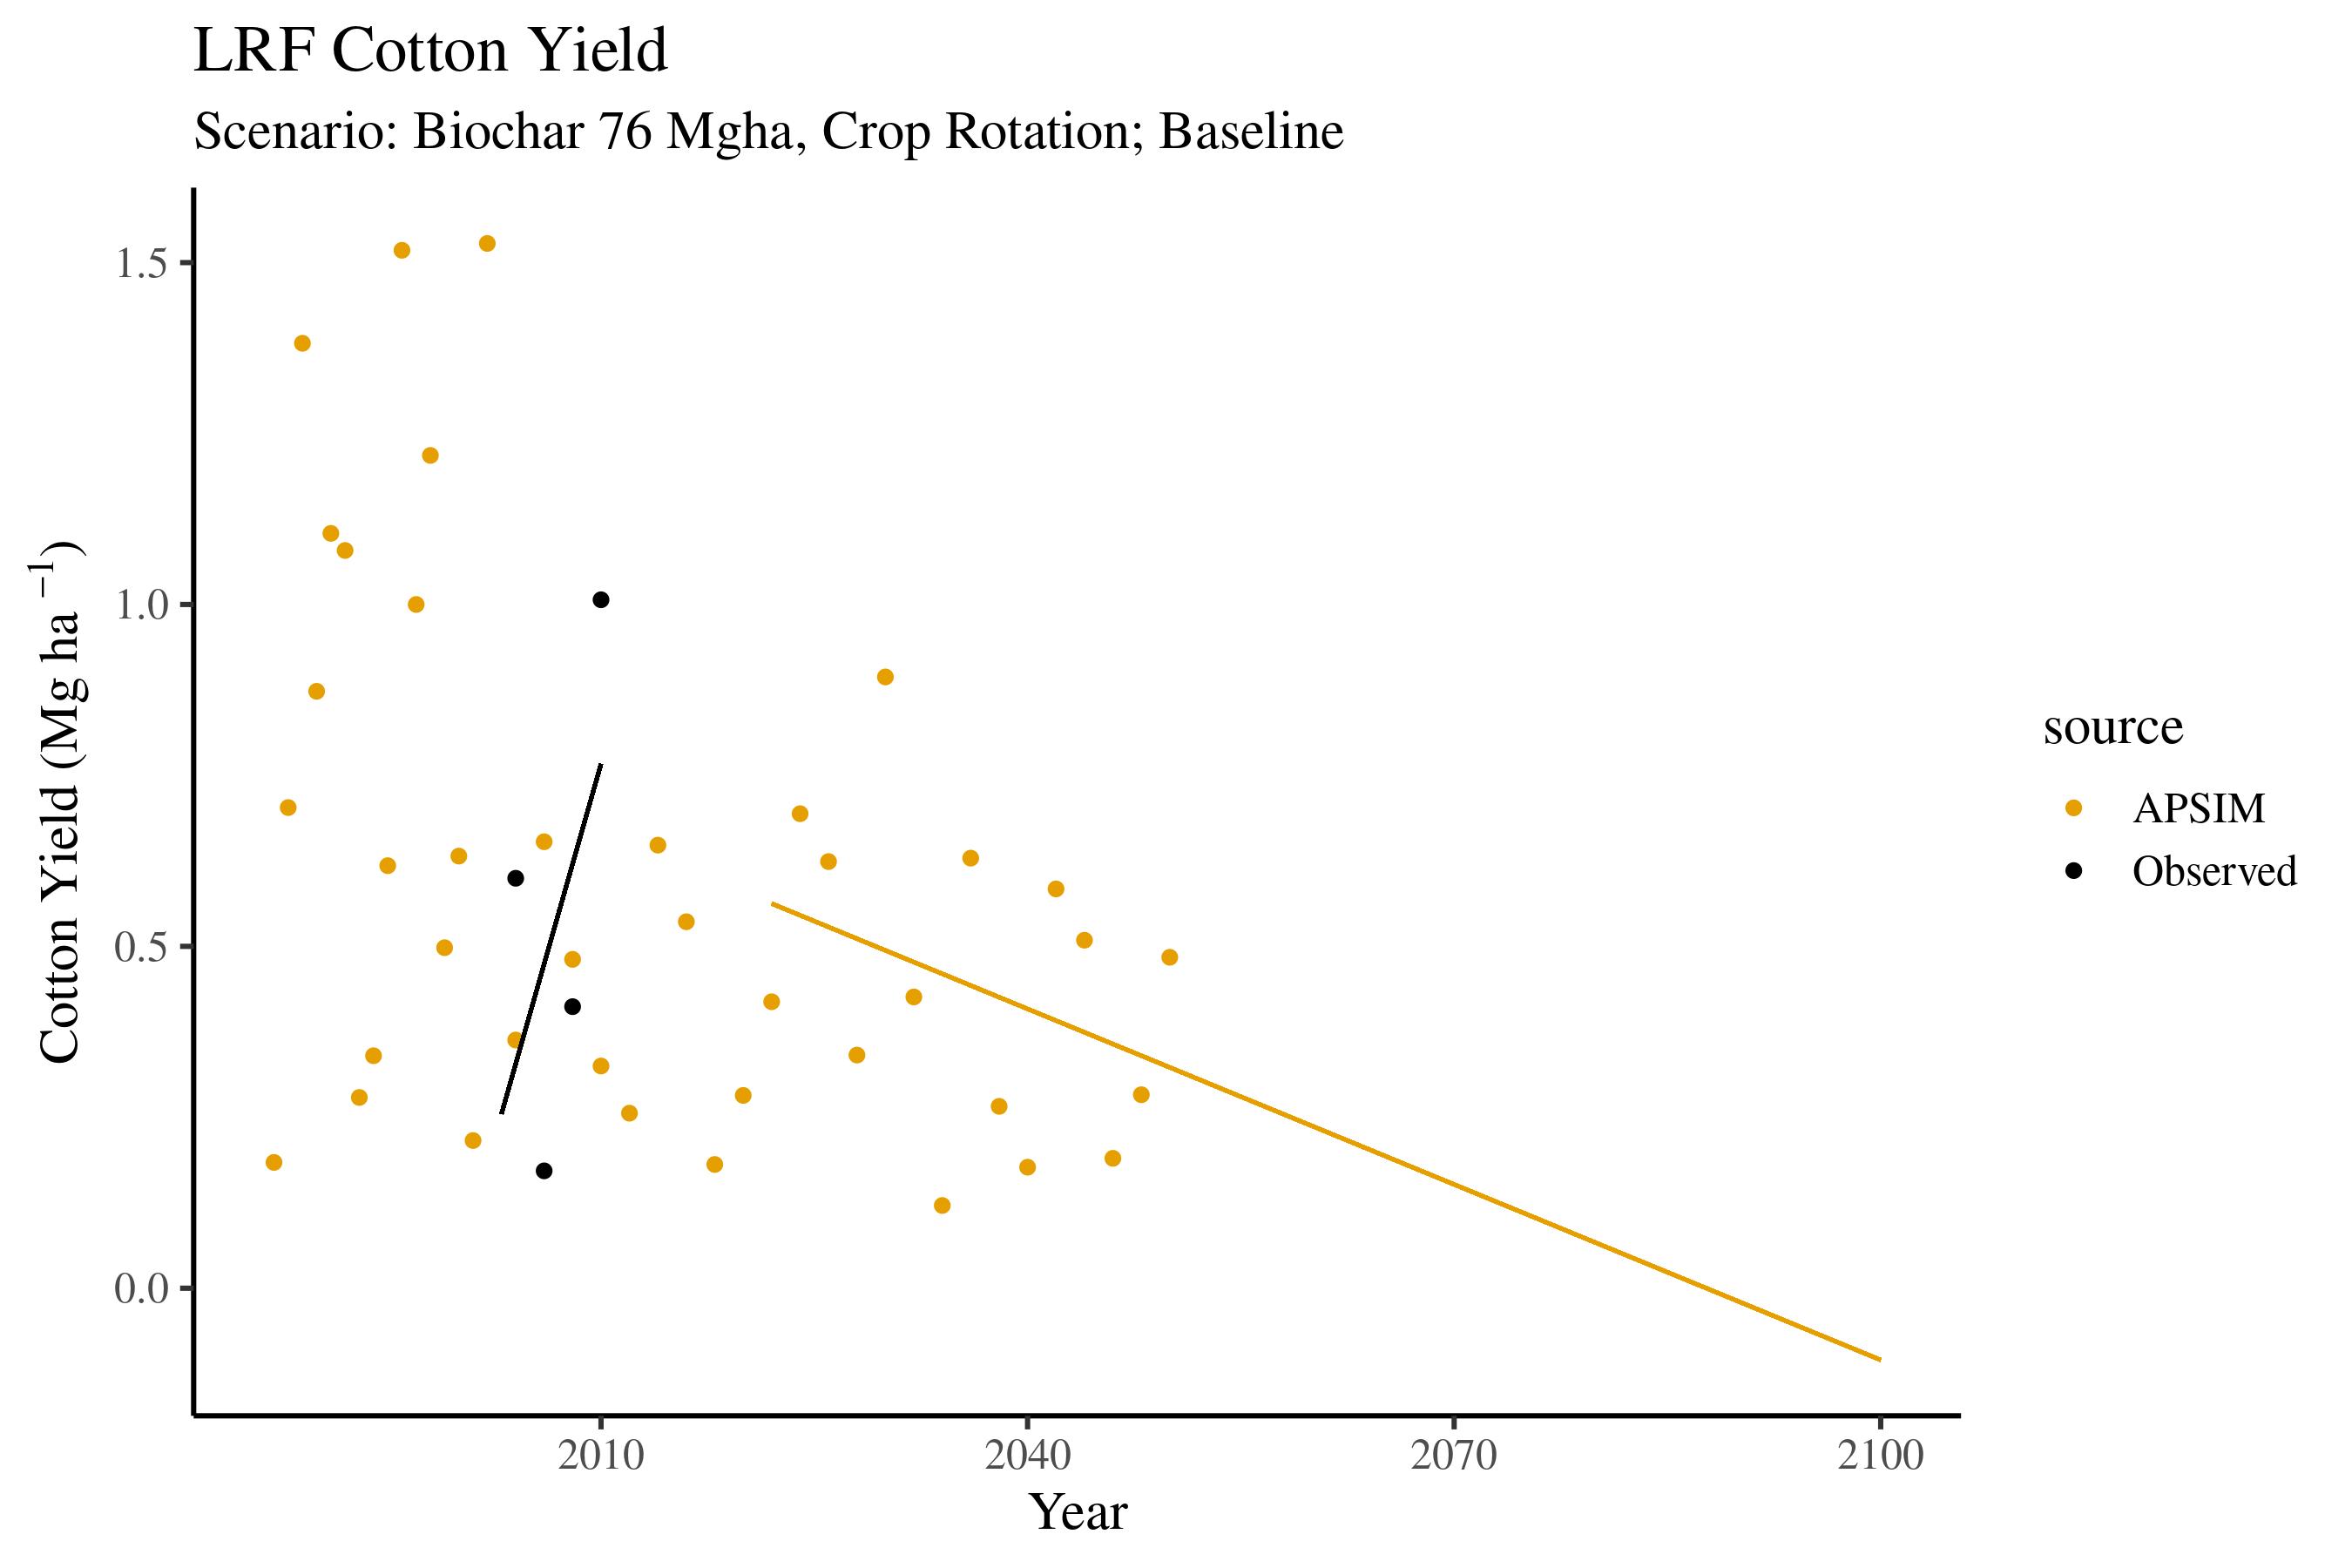 LRF Cotton Yield
Scenario: Biochar 76 Mgha, Crop Rotation; Baseline
Cotton Yield (Mg ha −1)
1.5
1.0
0.5
0.0
2010 2040 2070 2100
Year
source
APSIM
Observed